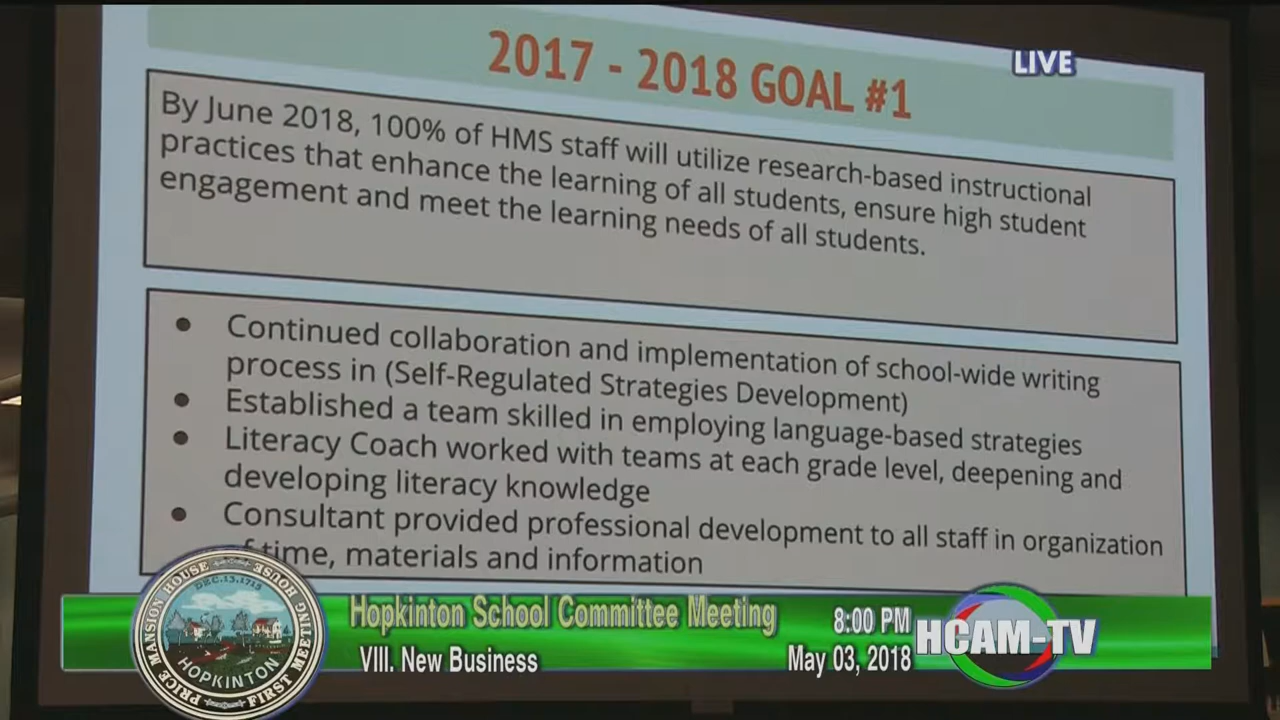 2017 - 2018 GOAL #1
LIVE
By June 2018, 100% of HMS staff will utilize research-based instructional
practices that enhance the learning of all students, ensure high student
engagement and meet the learning needs of all students.
● Continued collaboration and implementation of school-wide writing
process in (Self-Regulated Strategies Development)
● Established a team skilled in employing language-based strategies
● Literacy Coach worked with teams at each grade level, deepening and
developing literacy knowledge
● Consultant provided professional development to all staff in organization
of time, materials and information
PRICE MANSION HOUSE
HOUSE MEETING FIRST
DEC.13.1715
HOPKINTON
Hopkinton School Committee Meeting
8:00 PM
VIII. New Business
May 03, 2018
HCAM-TV